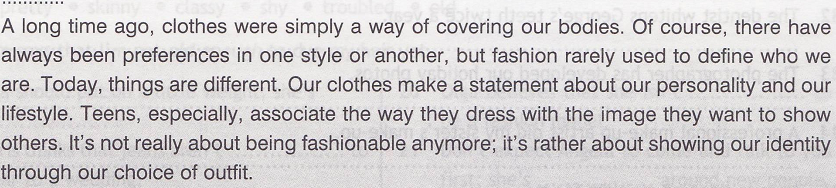 A long time ago, clothes were simply a way of covering our bodies. Of course, there have
always been preferences in one style or another, but fashion rarely used to define who we
are. Today, things are different. Our clothes make a statement about our personality and our
lifestyle. Teens, especially, associate the way they dress with the image they want to show
others. It's not really about being fashionable anymore; it's rather about showing our identity
through our choice of outfit.